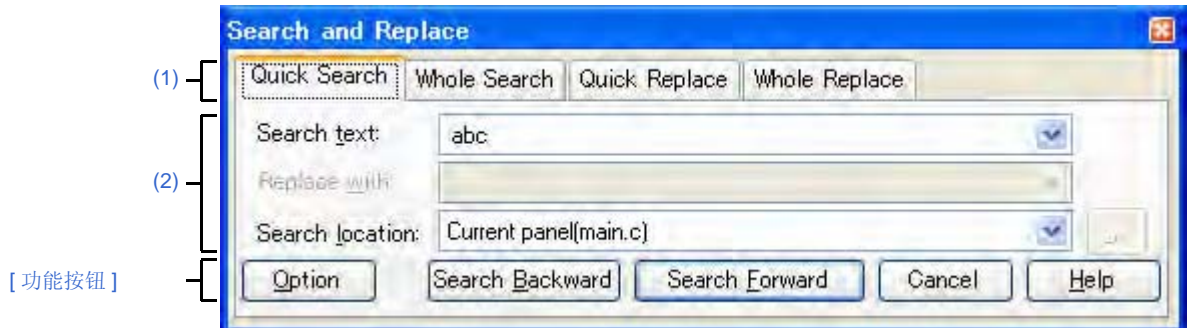 Search and Replace
(1)
Quick Search Whole Search Quick Replace Whole Replace
(2)
Search text: abc
Replace with:
Search location: Current panel(main.c) ...
[ 功能按钮 ]
Option Search Backward Search Forward Cancel Help